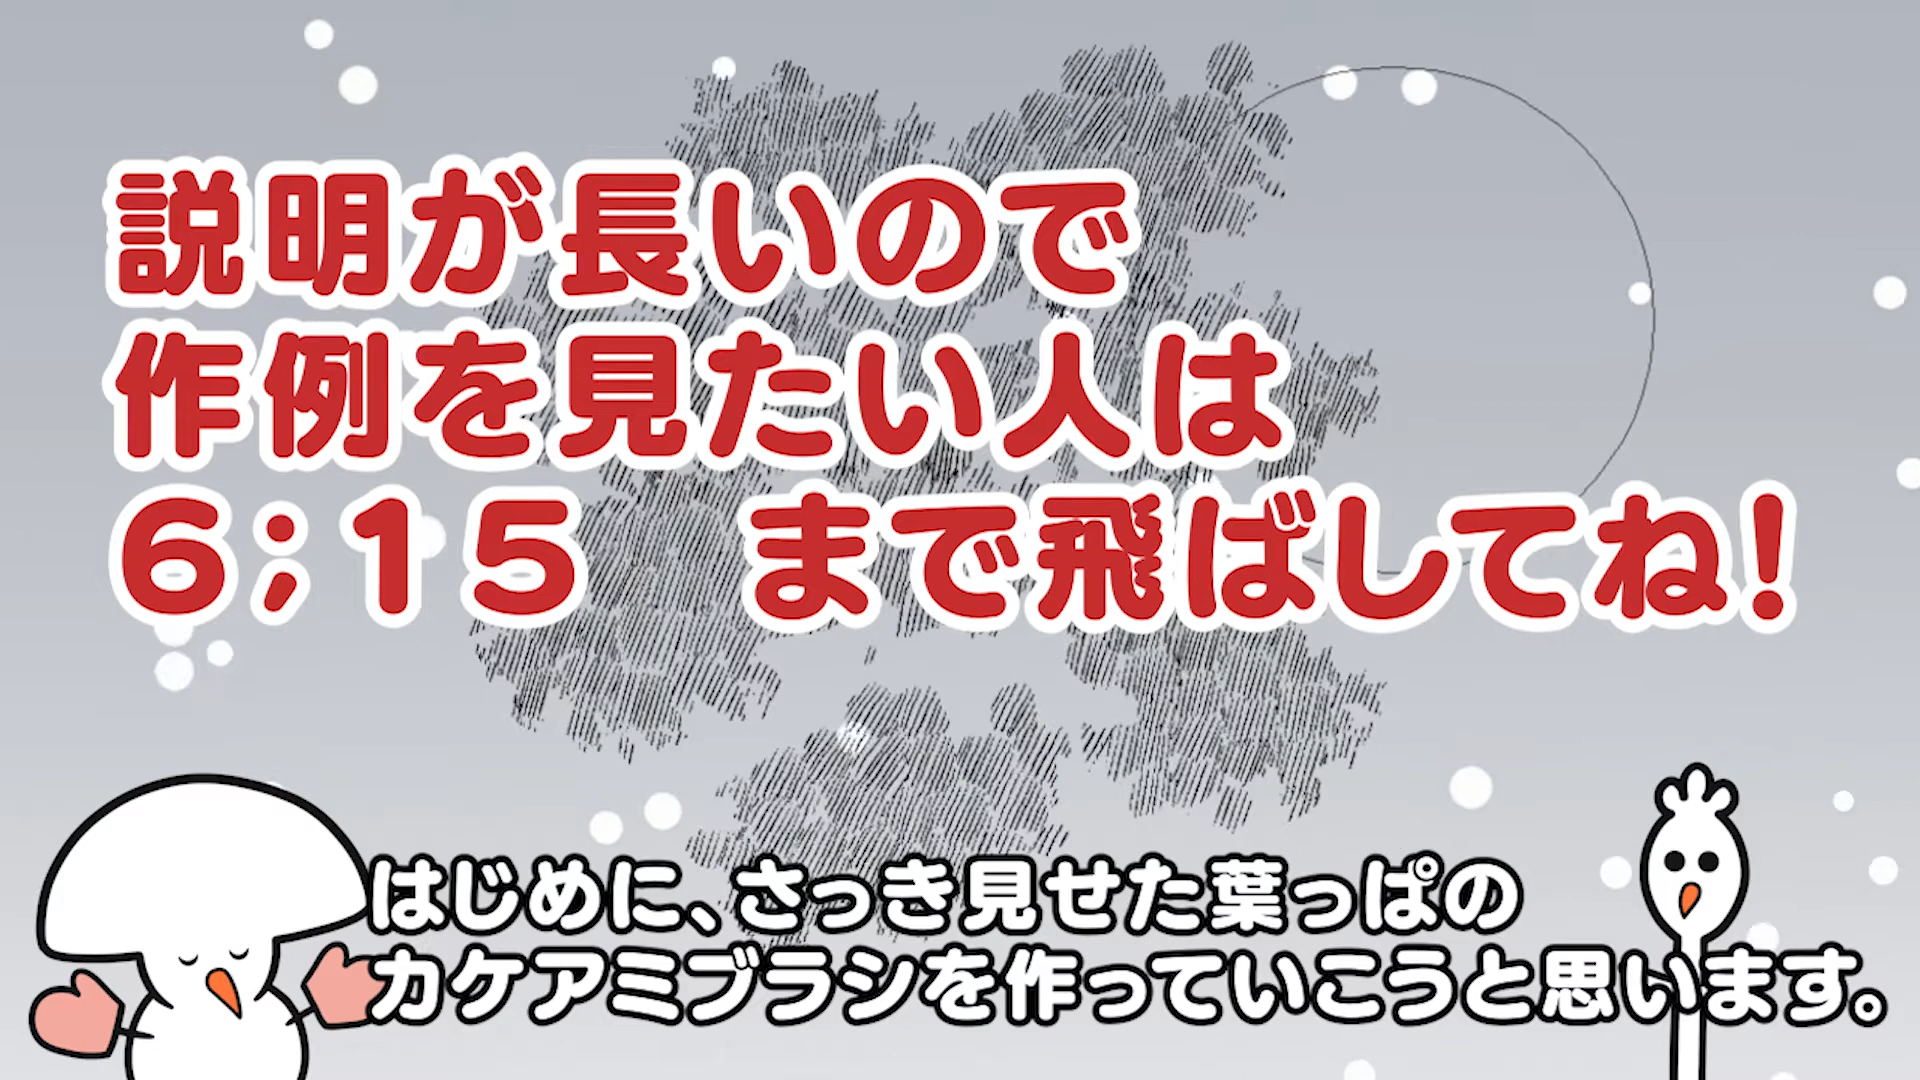 説明が長いので
作例を見たい人は
６；１５　まで飛ばしてね！
はじめに、さっき見せた葉っぱの
カケアミブラシを作っていこうと思います。